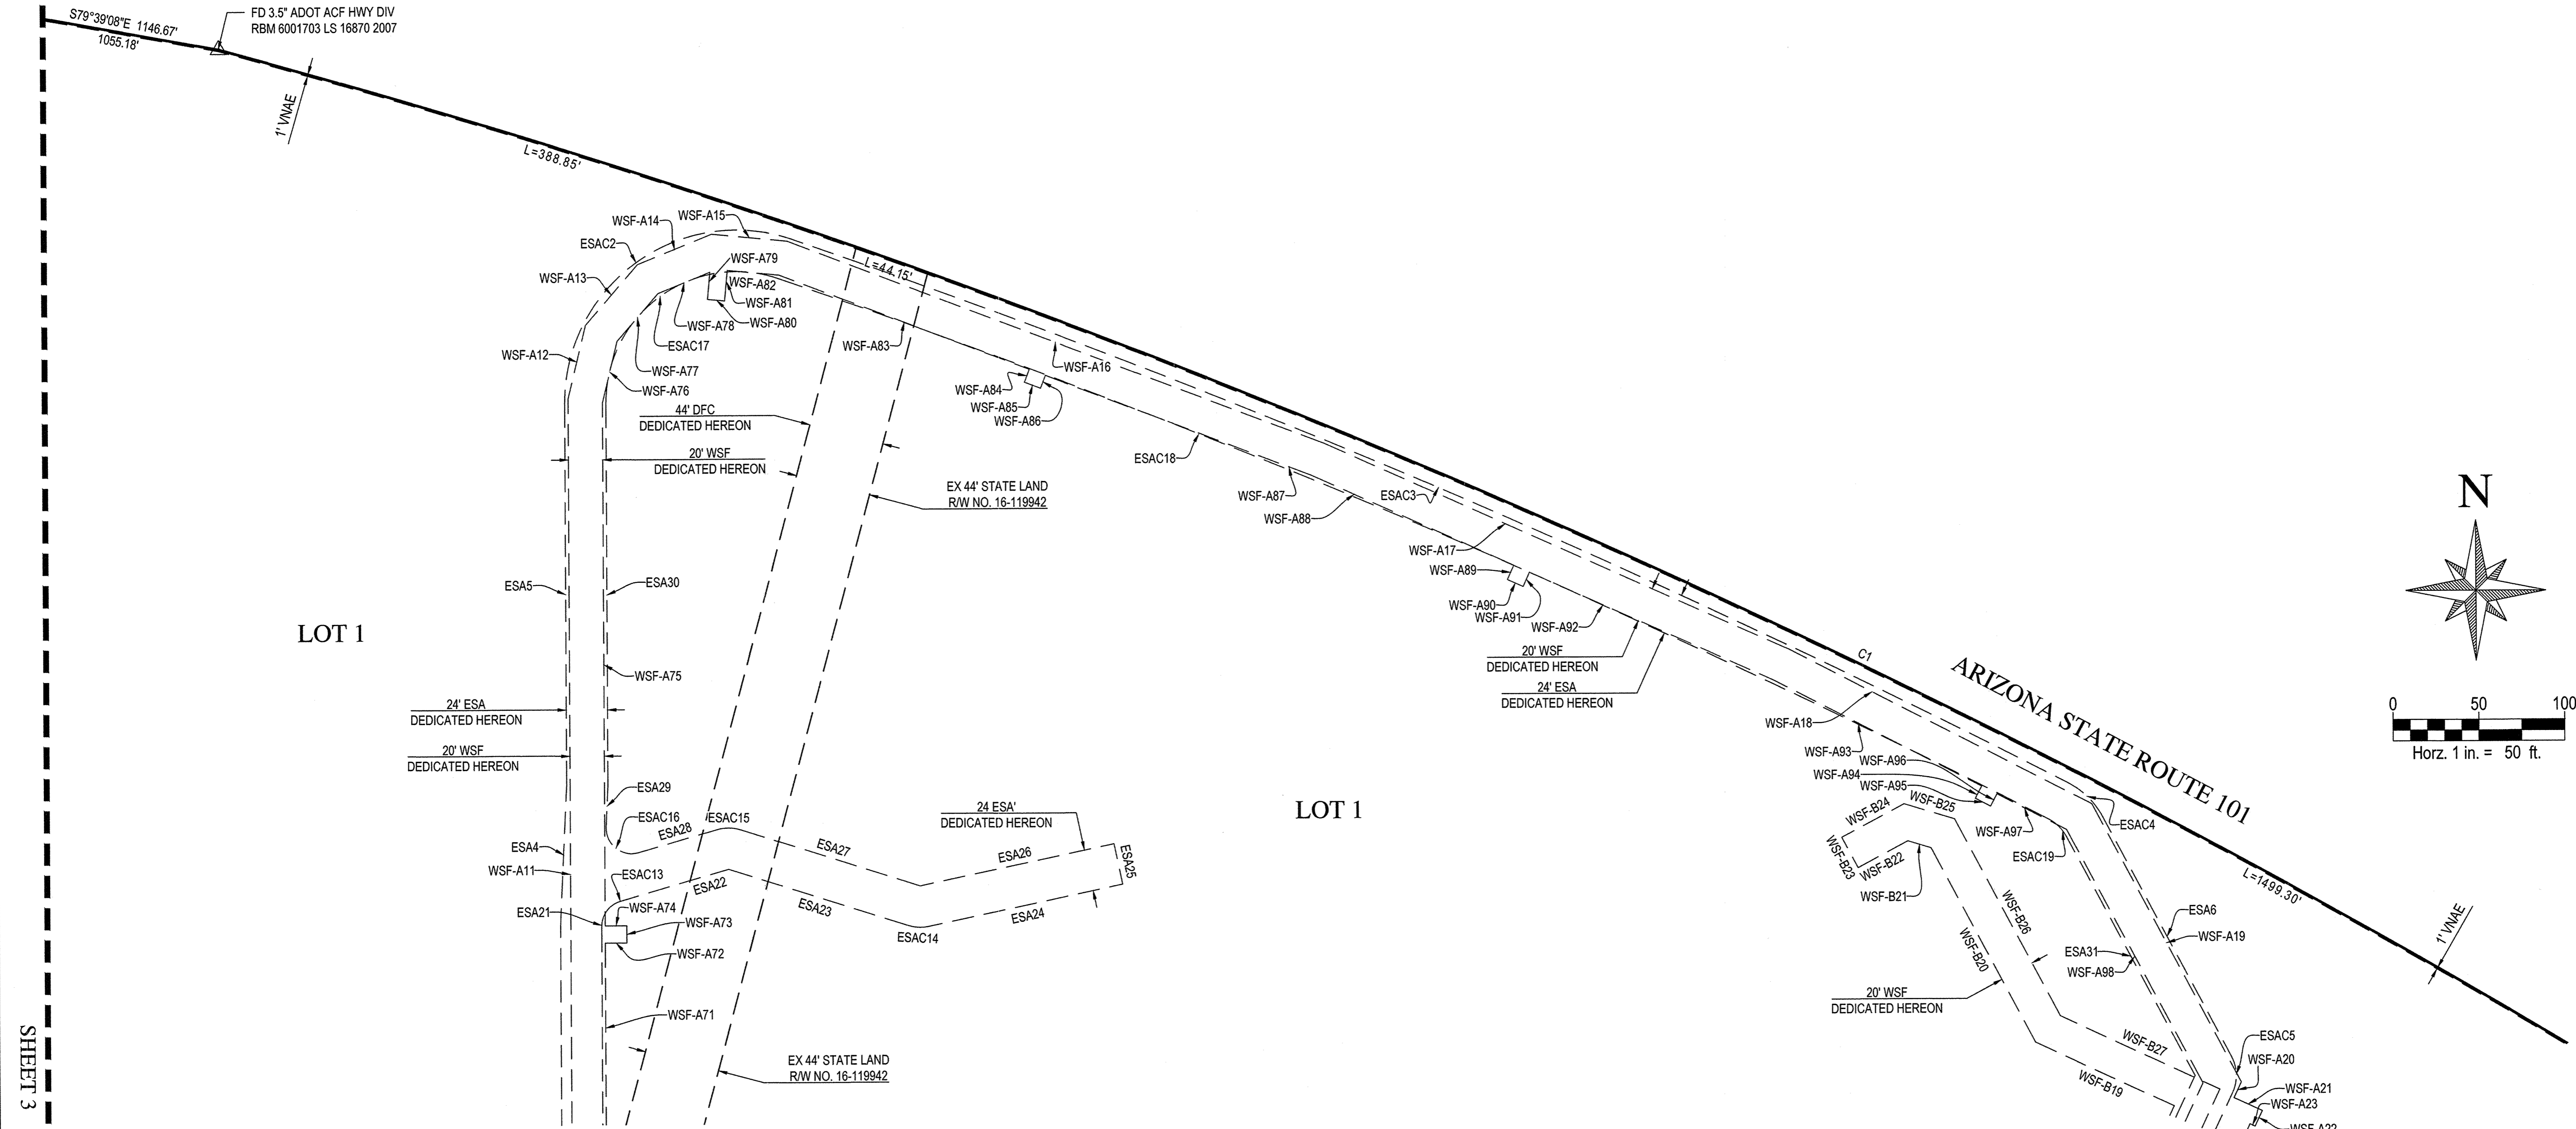 S79°39'08"E 1146.67'
1055.18'
FD 3.5" ADOT ACF HWY DIV
RBM 6001703 LS 16870 2007
1' VNAE
L=388.85'
WSF-A14
WSF-A15
ESAC2
WSF-A13
WSF-A79
WSF-A82
WSF-A81
WSF-A80
WSF-A78
ESAC17
WSF-A77
WSF-A76
WSF-A12
L=44.15'
WSF-A83
WSF-A16
WSF-A84
WSF-A85
WSF-A86
44' DFC
DEDICATED HEREON
20' WSF
DEDICATED HEREON
EX 44' STATE LAND
R/W NO. 16-119942
ESAC18
WSF-A87
WSF-A88
ESAC3
WSF-A17
WSF-A89
WSF-A90
WSF-A91
WSF-A92
20' WSF
DEDICATED HEREON
24' ESA
DEDICATED HEREON
N
0 50 100
Horz. 1 in. = 50 ft.
ESA5
ESA30
LOT 1
WSF-A75
24' ESA
DEDICATED HEREON
20' WSF
DEDICATED HEREON
C1
ARIZONA STATE ROUTE 101
WSF-A18
WSF-A93
WSF-A96
WSF-A94
WSF-A95
WSF-A97
ESAC19
ESAC4
LOT 1
ESA29
ESAC16
ESA28
ESAC15
ESA27
24 ESA'
DEDICATED HEREON
ESA26
ESA25
ESA4
WSF-A11
ESAC13
ESA22
ESA21
WSF-A74
WSF-A73
WSF-A72
ESA23
ESAC14
ESA24
WSF-A71
EX 44' STATE LAND
R/W NO. 16-119942
WSF-B24
WSF-B25
WSF-B23
WSF-B22
WSF-B21
WSF-B26
WSF-B20
20' WSF
DEDICATED HEREON
WSF-B27
WSF-B19
L=1499.30'
1' VNAE
ESA6
WSF-A19
ESA31
WSF-A98
ESAC5
WSF-A20
WSF-A21
WSF-A23
WSF-A22
SHEET 3